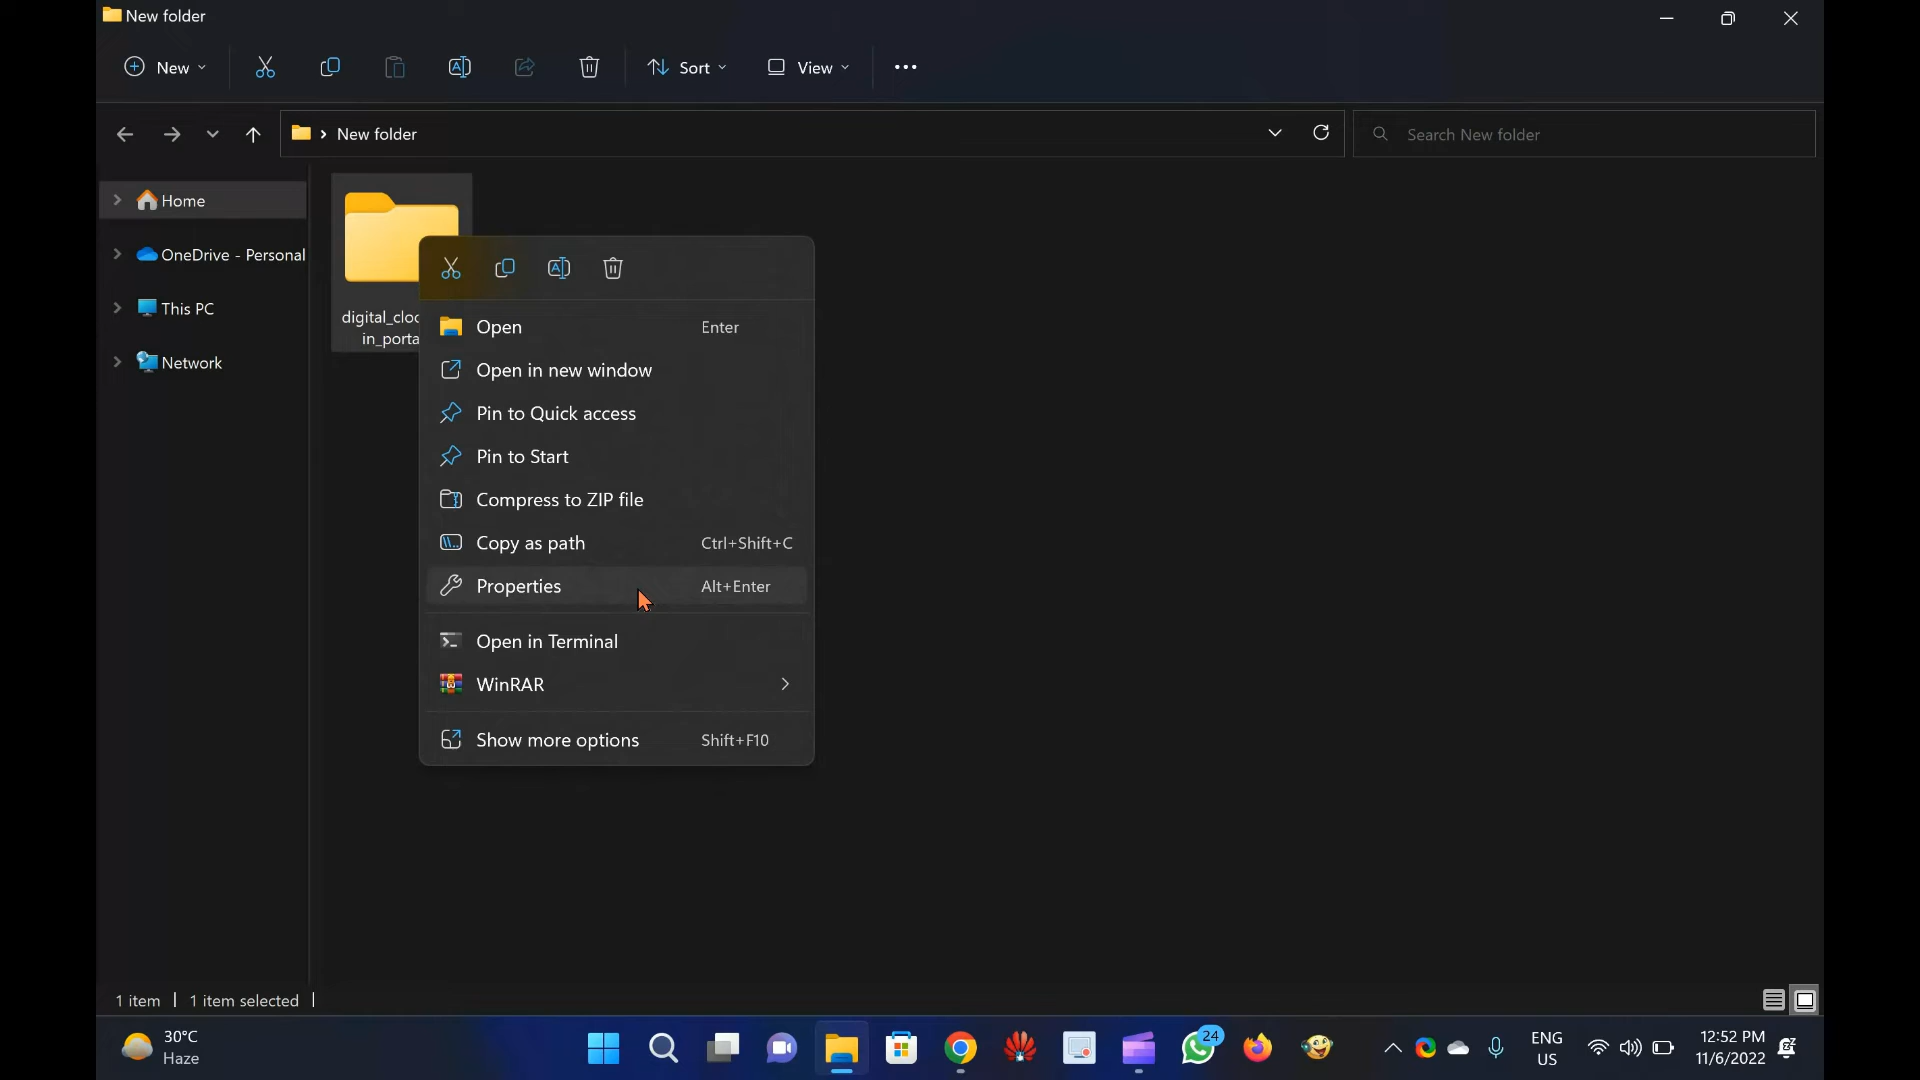 New folder
New
Sort
View
New folder
Search New folder
Home
OneDrive - Personal
This PC
Network
digital_cloc
in_porta
Open Enter
Open in new window
Pin to Quick access
Pin to Start
Compress to ZIP file
Copy as path Ctrl+Shift+C
Properties Alt+Enter
Open in Terminal
WinRAR
Show more options Shift+F10
1 item
1 item selected
30°C
Haze
24
ENG
US
12:52 PM
11/6/2022